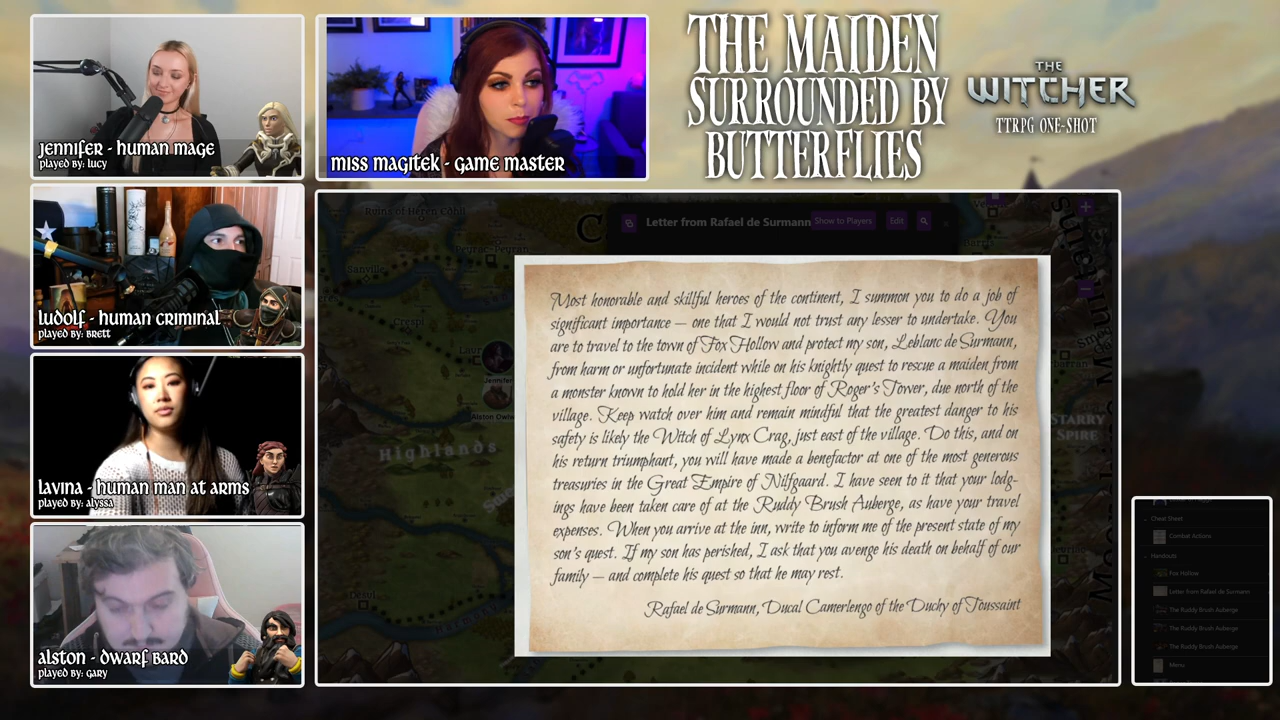 Jennifer - Human Mage
Played by: Lucy
Miss Magitek - Game Master
THE MAIDEN
SURROUNDED BY
BUTTERFLIES
THE
WITCHER
TTRPG ONE-SHOT
Ludolf - Human Criminal
Played by: Brett
Lavina - Human Man at Arms
Played by: Alyssa
Alston - Dwarf Bard
Played by: Gary
Letter from Rafael de Surmann
Show to Players
Edit
Most honorable and skillful heroes of the continent, I summon you to do a job of
significant importance — one that I would not trust any lesser to undertake. You
are to travel to the town of Fox Hollow and protect my son, Leblanc de Surmann,
from harm or unfortunate incident while on his knightly quest to rescue a maiden from
a monster known to hold her in the highest floor of Roger's Tower, due north of the
village. Keep watch over him and remain mindful that the greatest danger to his
safety is likely the Witch of Lynx Crag, just east of the village. Do this, and on
his return triumphant, you will have made a benefactor at one of the most generous
treasuries in the Great Empire of Nilfgaard. I have seen to it that your lodg-
ings have been taken care of at the Ruddy Brush Auberge, as have your travel
expenses. When you arrive at the inn, write to inform me of the present state of my
son's quest. If my son has perished, I ask that you avenge his death on behalf of our
family — and complete his quest so that he may rest.
Rafael de Surmann, Ducal Camerlengo of the Duchy of Toussaint
Ruins of Heren Cobil
Peyrac-Peyran
Sanville
Crespi
Jennifer
Highlands
STARRY
SPIRE
Cheat Sheet
Combat Actions
Handouts
Fox Hollow
Letter from Rafael de Surmann
The Ruddy Brush Auberge
The Ruddy Brush Auberge
The Ruddy Brush Auberge
Menu